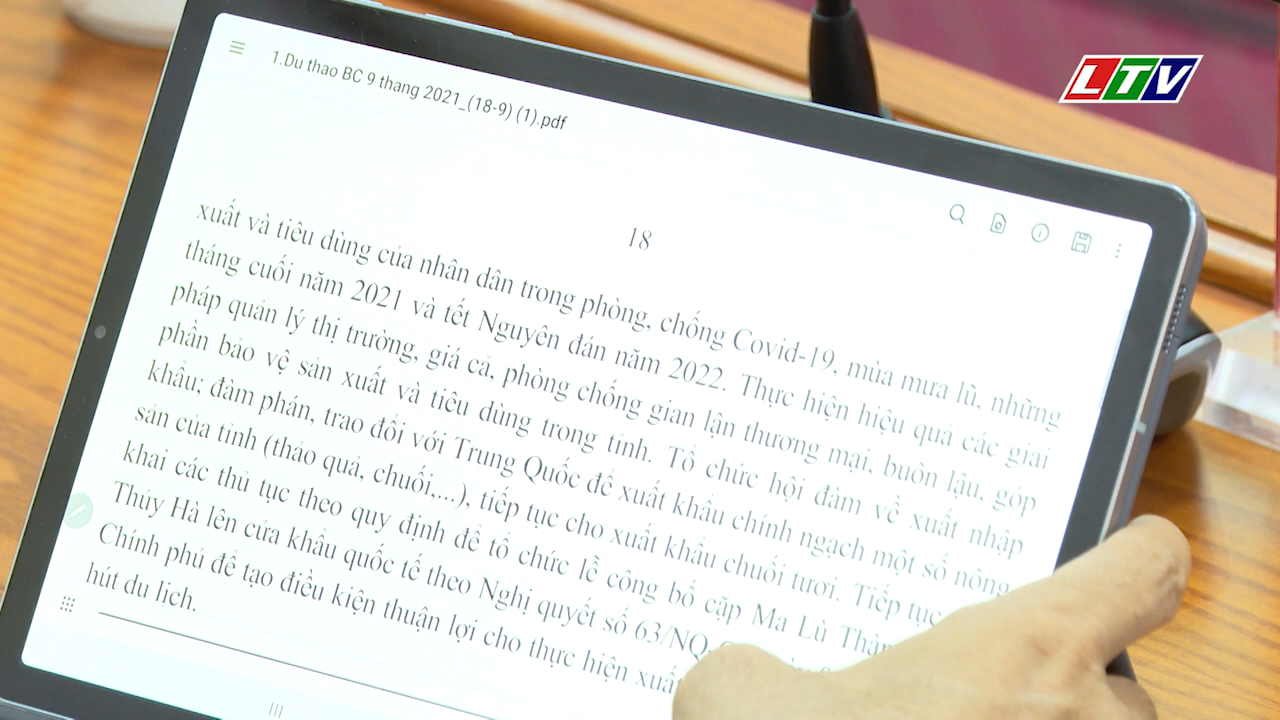 LTV
1.Du thao BC 9 thang 2021_(18-9) (1).pdf
18
xuất và tiêu dùng của nhân dân trong phòng, chống Covid-19, mùa mưa lũ, những
tháng cuối năm 2021 và tết Nguyên đán năm 2022. Thực hiện hiệu quả các giải
pháp quản lý thị trường, giá cả, phòng chống gian lận thương mại, buôn lậu, góp
phần bảo vệ sản xuất và tiêu dùng trong tỉnh. Tổ chức hội đàm về xuất nhập
khẩu; đàm phán, trao đổi với Trung Quốc để xuất khẩu chính ngạch một số nông
sản của tỉnh (thảo quả, chuối,...), tiếp tục cho xuất khẩu chuối tươi. Tiếp tục
khai các thủ tục theo quy định để tổ chức lễ công bố cặp Ma Lù
Thủy Hà lên cửa khẩu quốc tế theo Nghị quyết số 63/NQ-
Chính phủ để tạo điều kiện thuận lợi cho thực hiện xuất
hút du lich.